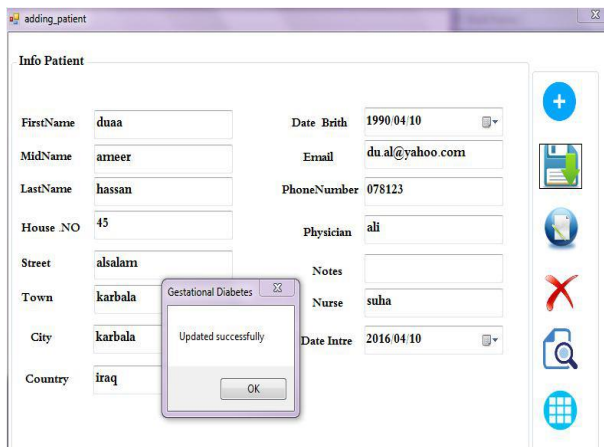 adding_patient
Info Patient
FirstName duaa Date Brith 1990/04/10
MidName ameer Email du.al@yahoo.com
LastName hassan PhoneNumber 078123
House .NO 45 Physician ali
Street alsalam Notes
Town karbala Nurse suha
City karbala Date Intre 2016/04/10
Country iraq
Gestational Diabetes
Updated successfully
OK